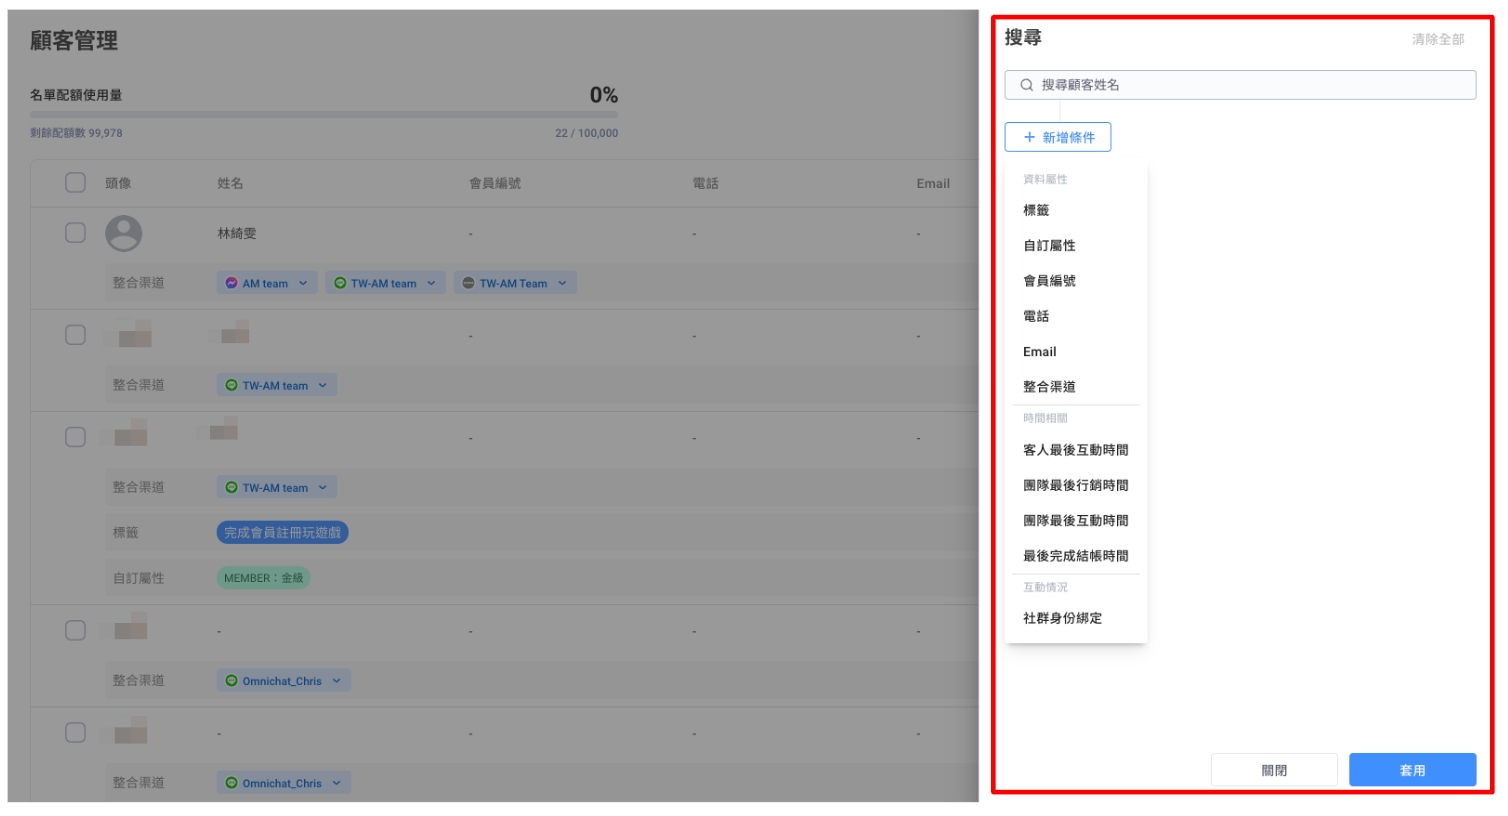 顧客管理
名單配額使用量
0%
剩餘配額數 99,978
22 / 100,000
頭像 姓名 會員編號 電話 Email
林綺雯 - - -
整合渠道 AM team TW-AM team TW-AM Team
- - -
整合渠道 TW-AM team
- - -
整合渠道 TW-AM team
標籤 完成會員註冊玩遊戲
自訂屬性 MEMBER：金級
- - - -
整合渠道 Omnichat_Chris
- - - -
整合渠道 Omnichat_Chris
搜尋
清除全部
搜尋顧客姓名
+ 新增條件
資料屬性
標籤
自訂屬性
會員編號
電話
Email
整合渠道
時間相關
客人最後互動時間
團隊最後行銷時間
團隊最後互動時間
最後完成結帳時間
互動情況
社群身份綁定
關閉
套用